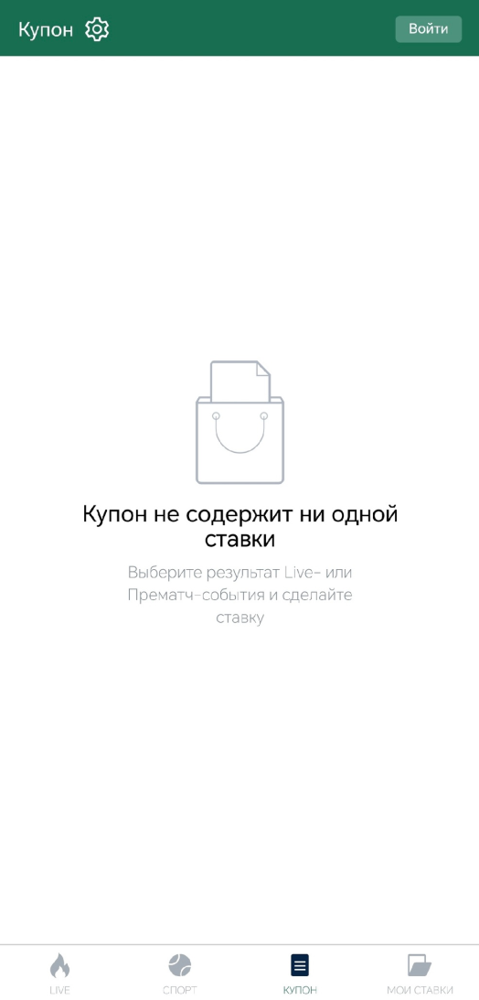 Купон
Войти
Купон не содержит ни одной
ставки
Выберите результат Live- или
Прематч-события и сделайте
ставку
LIVE
СПОРТ
КУПОН
МОИ СТАВКИ